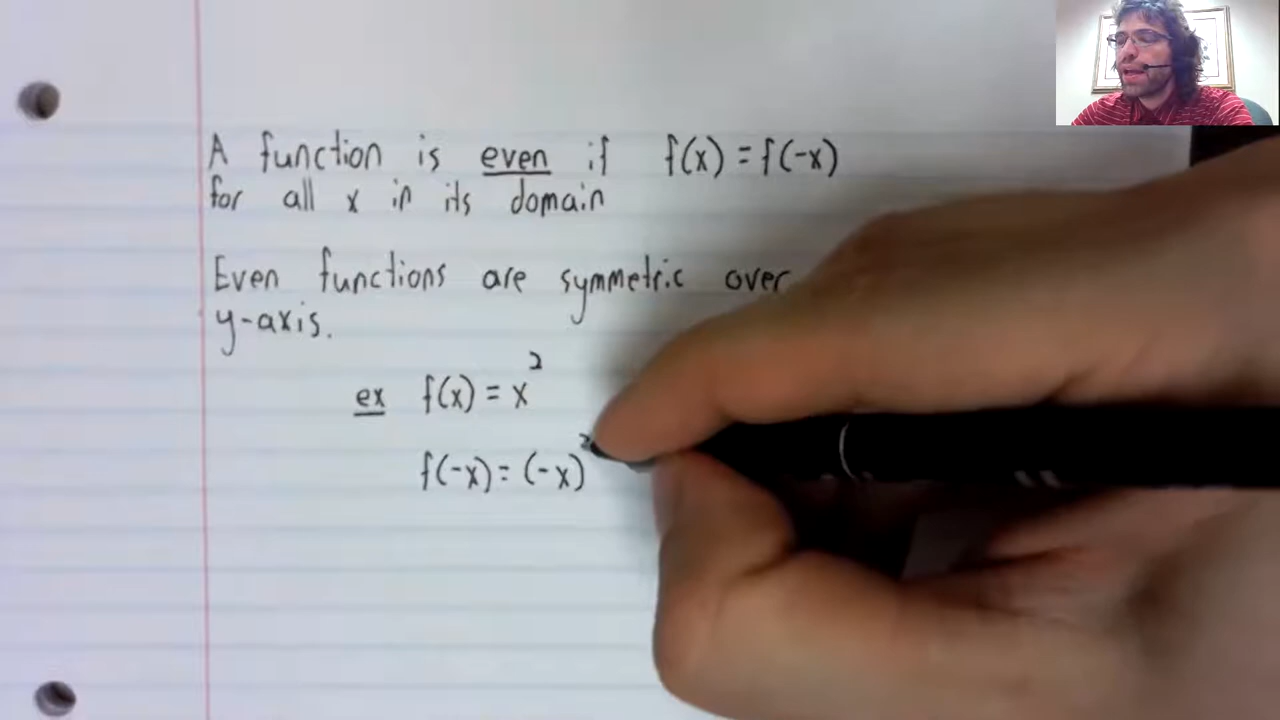 A function is even if f(x) = f(-x)
for all x in its domain
Even functions are symmetric over
y-axis.
ex f(x) = x²
f(-x) = (-x)²